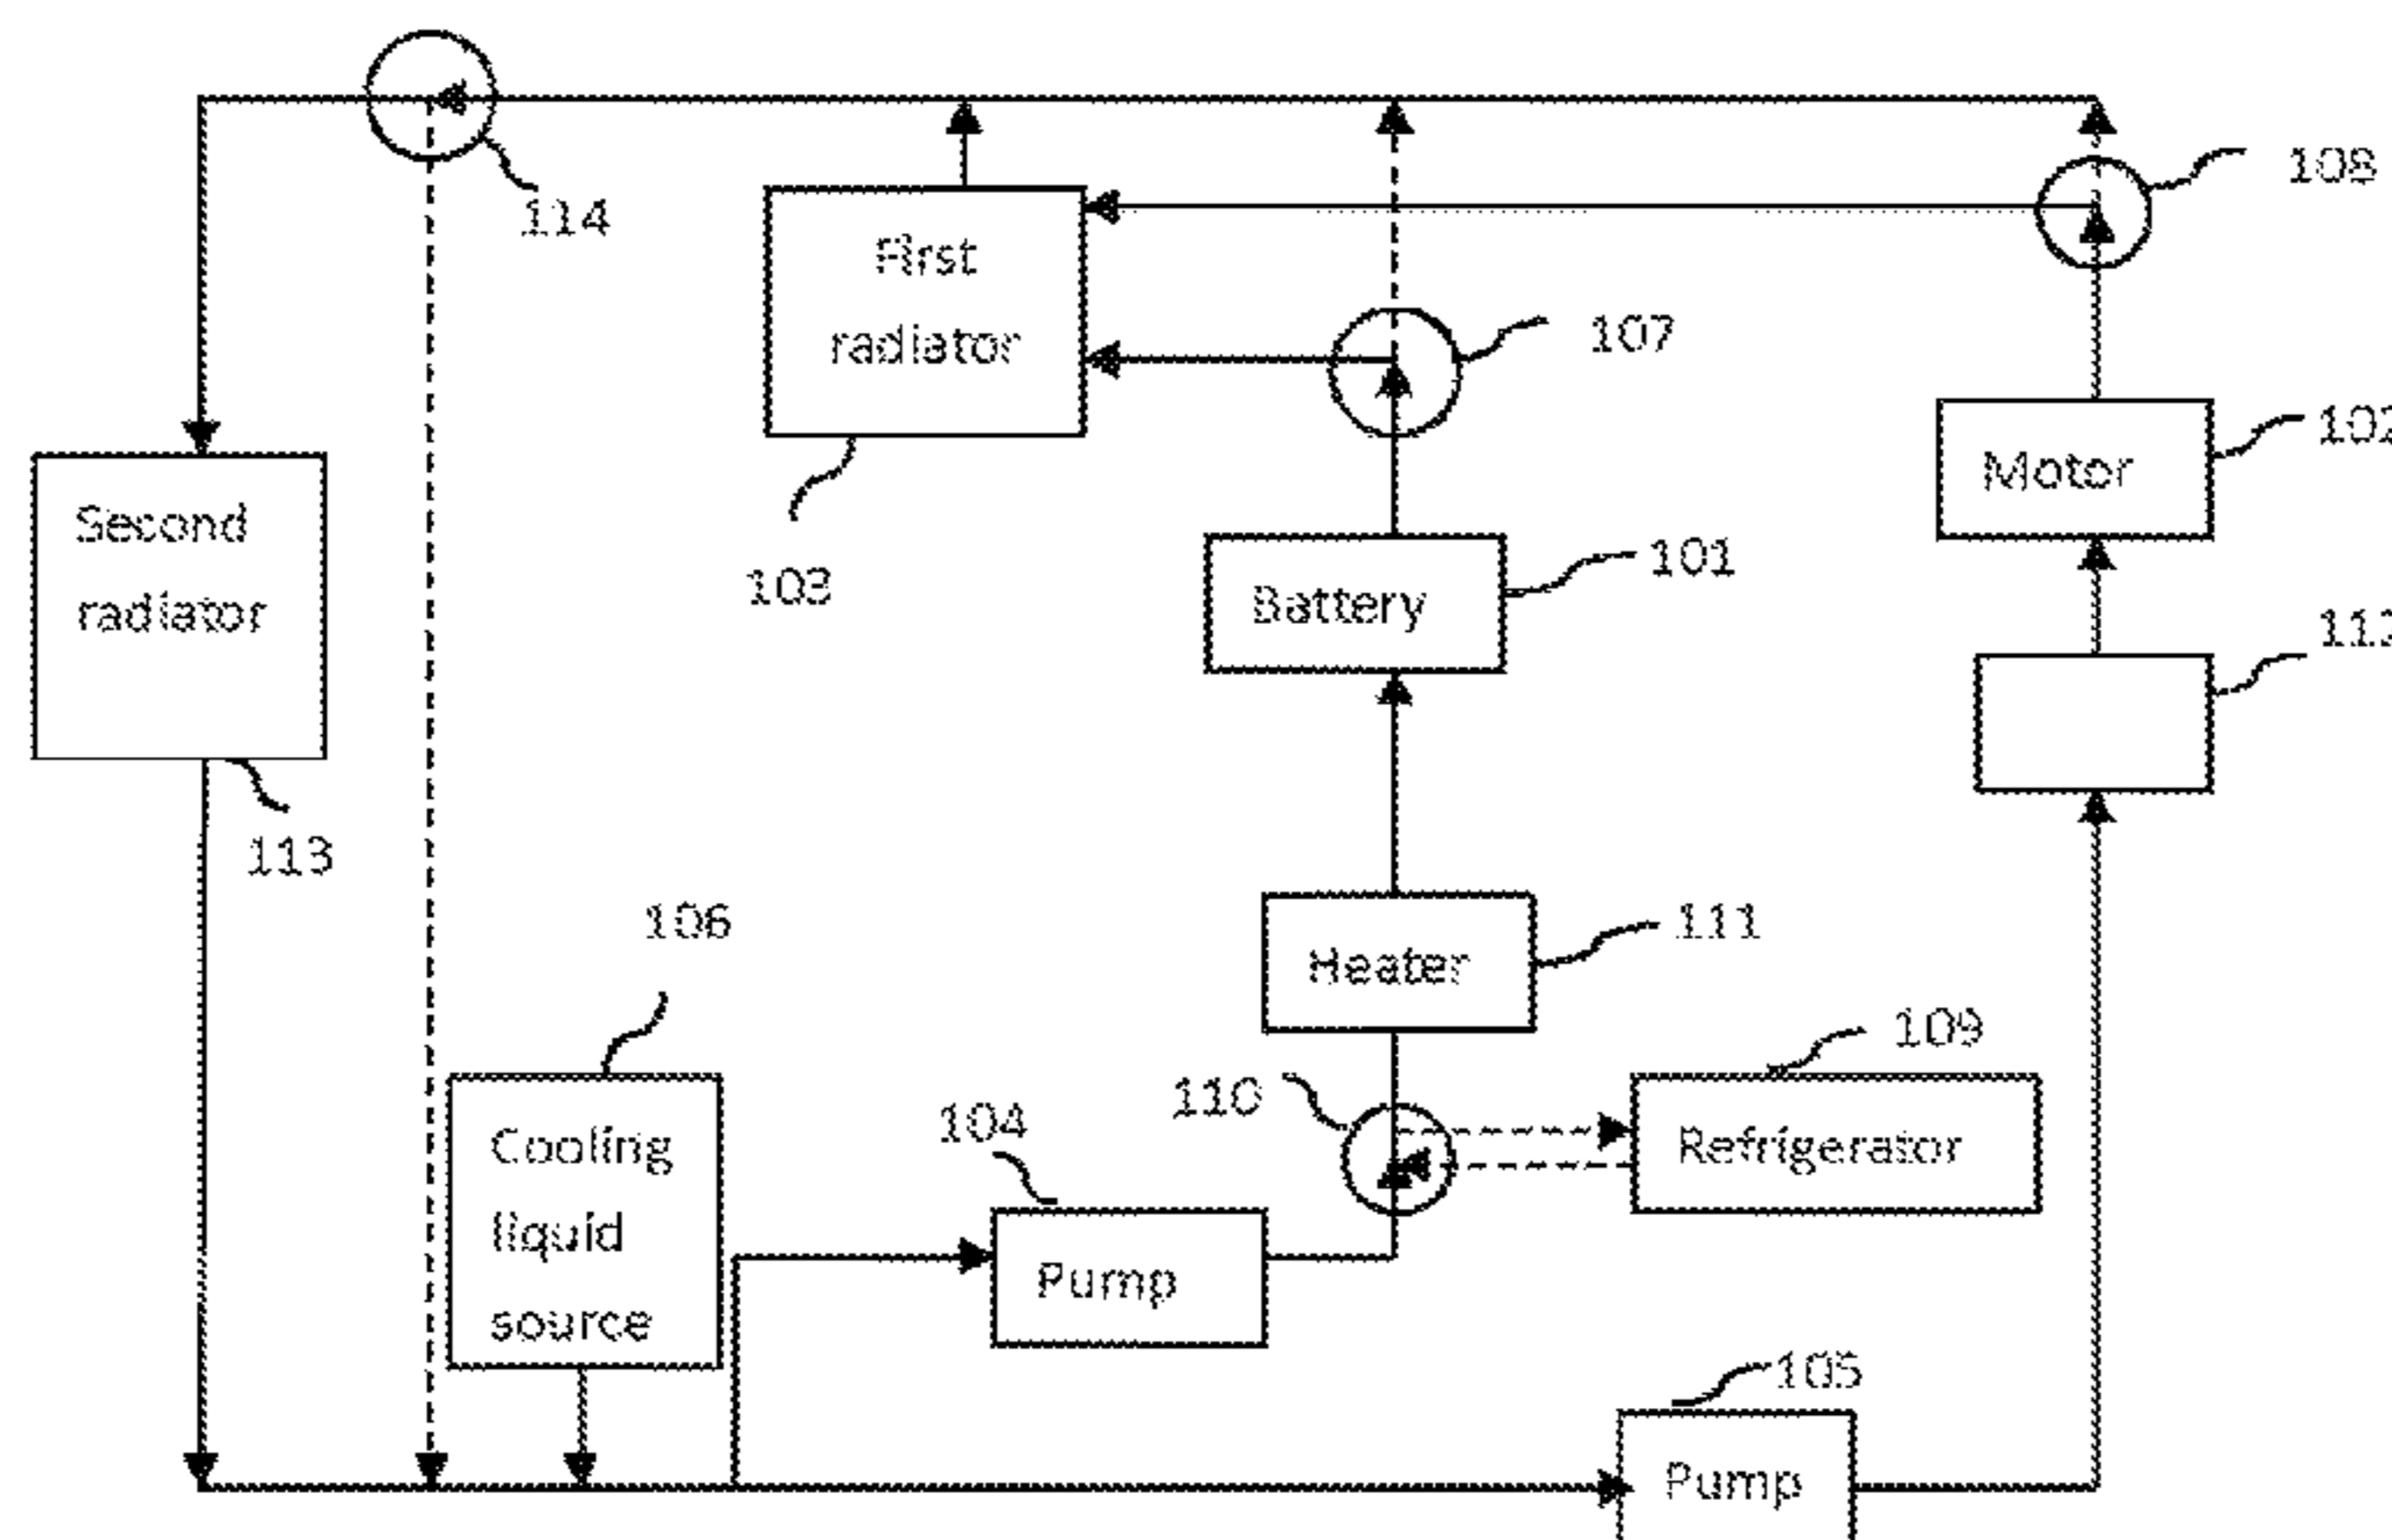 108
114
First
radiator
107
102
Motor
103
Second
radiator
101
Battery
113
106
111
Heater
109
110
104
Refrigerator
Cooling
liquid
source
Pump
105
Pump